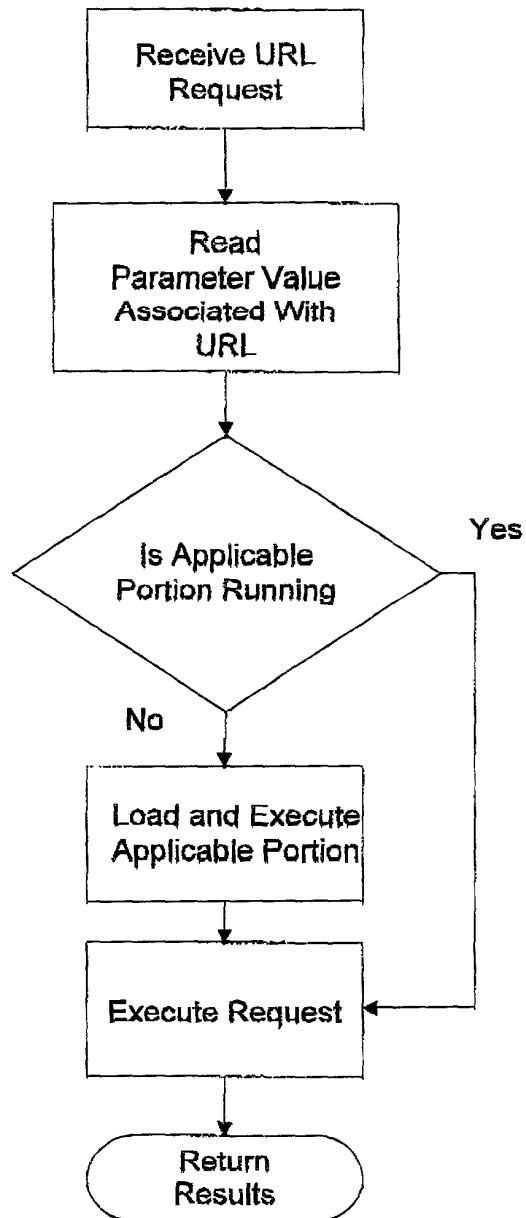 Receive URL
Request
Read
Parameter Value
Associated With
URL
Is Applicable
Portion Running
Yes
No
Load and Execute
Applicable Portion
Execute Request
Return
Results